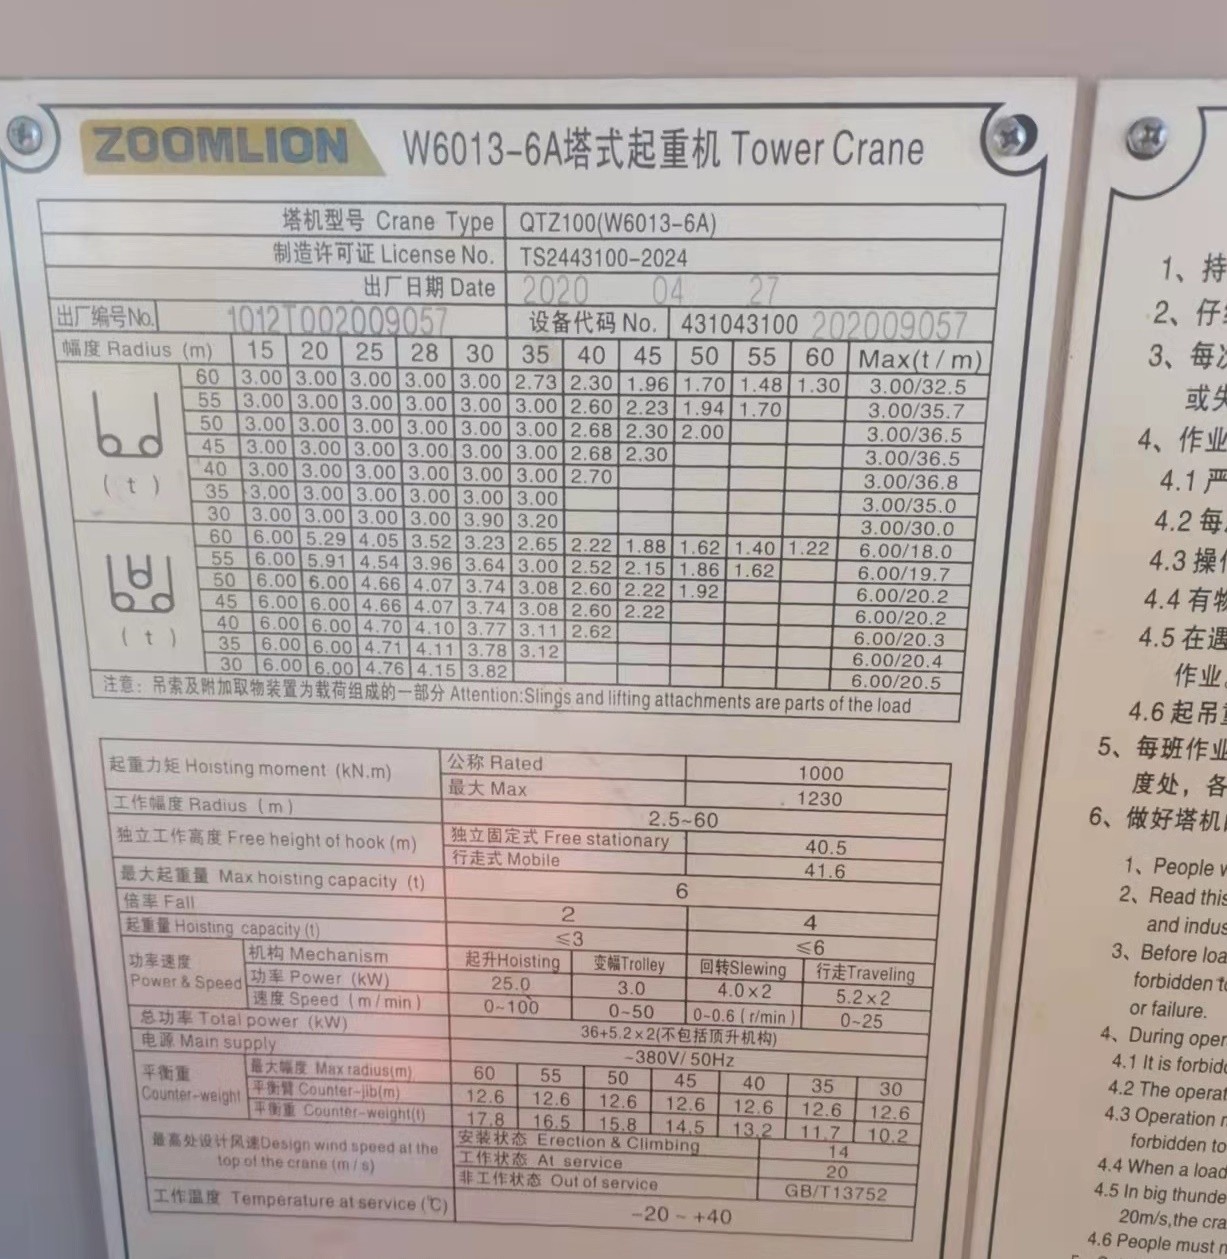 ZOOMLION W6013-6A塔式起重机 Tower Crane
塔机型号 Crane Type QTZ100(W6013-6A)
制造许可证 License No. TS2443100-2024
出厂日期 Date 2020 04 27
出厂编号No. 1012T002009057 设备代码 No. 431043100 202009057
幅度 Radius (m) 15 20 25 28 30 35 40 45 50 55 60 Max(t/m)
60 3.00 3.00 3.00 3.00 3.00 2.73 2.30 1.96 1.70 1.48 1.30 3.00/32.5
55 3.00 3.00 3.00 3.00 3.00 3.00 2.60 2.23 1.94 1.70 3.00/35.7
50 3.00 3.00 3.00 3.00 3.00 3.00 2.68 2.30 2.00 3.00/36.5
45 3.00 3.00 3.00 3.00 3.00 3.00 2.68 2.30 3.00/36.5
40 3.00 3.00 3.00 3.00 3.00 3.00 2.70 3.00/36.8
(t)
35 3.00 3.00 3.00 3.00 3.00 3.00 3.00/35.0
30 3.00 3.00 3.00 3.00 3.90 3.20 3.00/30.0
60 6.00 5.29 4.05 3.52 3.23 2.65 2.22 1.88 1.62 1.40 1.22 6.00/18.0
55 6.00 5.91 4.54 3.96 3.64 3.00 2.52 2.15 1.86 1.62 6.00/19.7
50 6.00 6.00 4.66 4.07 3.74 3.08 2.60 2.22 1.92 6.00/20.2
45 6.00 6.00 4.66 4.07 3.74 3.08 2.60 2.22 6.00/20.2
40 6.00 6.00 4.70 4.10 3.77 3.11 2.62 6.00/20.3
(t)
35 6.00 6.00 4.71 4.11 3.78 3.12 6.00/20.4
30 6.00 6.00 4.76 4.15 3.82 6.00/20.5
注意：吊索及附加取物装置为载荷组成的一部分 Attention:Slings and lifting attachments are parts of the load
起重力矩 Hoisting moment (kN.m) 公称 Rated 1000
最大 Max 1230
工作幅度 Radius (m) 2.5~60
独立工作高度 Free height of hook (m) 独立固定式 Free stationary 40.5
行走式 Mobile 41.6
最大起重量 Max hoisting capacity (t) 6
倍率 Fall 2 4
起重量 Hoisting capacity (t) ≤3 ≤6
功率速度 Power & Speed 机构 Mechanism 起升Hoisting 变幅Trolley 回转Slewing 行走Traveling
功率 Power (kW) 25.0 3.0 4.0×2 5.2×2
速度 Speed (m/min) 0~100 0~50 0~0.6 (r/min) 0~25
总功率 Total power (kW) 36+5.2×2(不包括顶升机构)
电源 Main supply ~380V/50Hz
平衡重 Counter-weight 最大幅度 Max radius(m) 60 55 50 45 40 35 30
平衡臂 Counter-jib(m) 12.6 12.6 12.6 12.6 12.6 12.6 12.6
平衡重 Counter-weight(t) 17.8 16.5 15.8 14.5 13.2 11.7 10.2
最高处设计风速Design wind speed at the top of the crane (m/s) 安装状态 Erection & Climbing 14
工作状态 At service 20
非工作状态 Out of service GB/T13752
工作温度 Temperature at service (℃) -20 ~ +40
1、持
2、仔
3、每
或失
4、作业
4.1 严
4.2 每
4.3 操作
4.4 有物
4.5 在遇
作业
4.6 起吊
5、每班作业
度处，各
6、做好塔机
1、People
2、Read this
and
3、Before
forbidden
or failure.
4、During
4.1 It is
4.2 The
4.3 Operation
forbidden to
4.4 When a load
4.5 In big
20m/s,the
4.6 People must